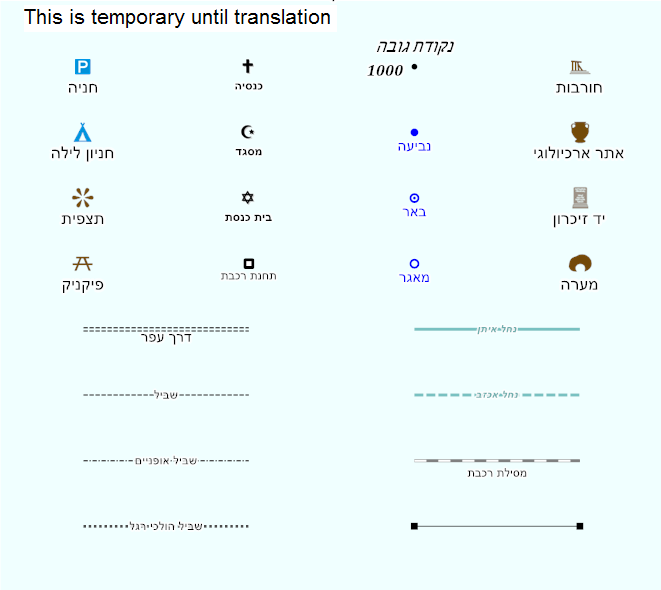 This is temporary until translation
נקודת גובה
1000
חניה
כנסיה
חורבות
חניון לילה
מסגד
נביעה
אתר ארכיולוגי
תצפית
בית כנסת
באר
יד זיכרון
פיקניק
תחנת רכבת
מאגר
מערה
דרך עפר
נחל איתן
שביל
נחל אכזבי
שביל אופניים
מסילת רכבת
שביל הולכי רגל